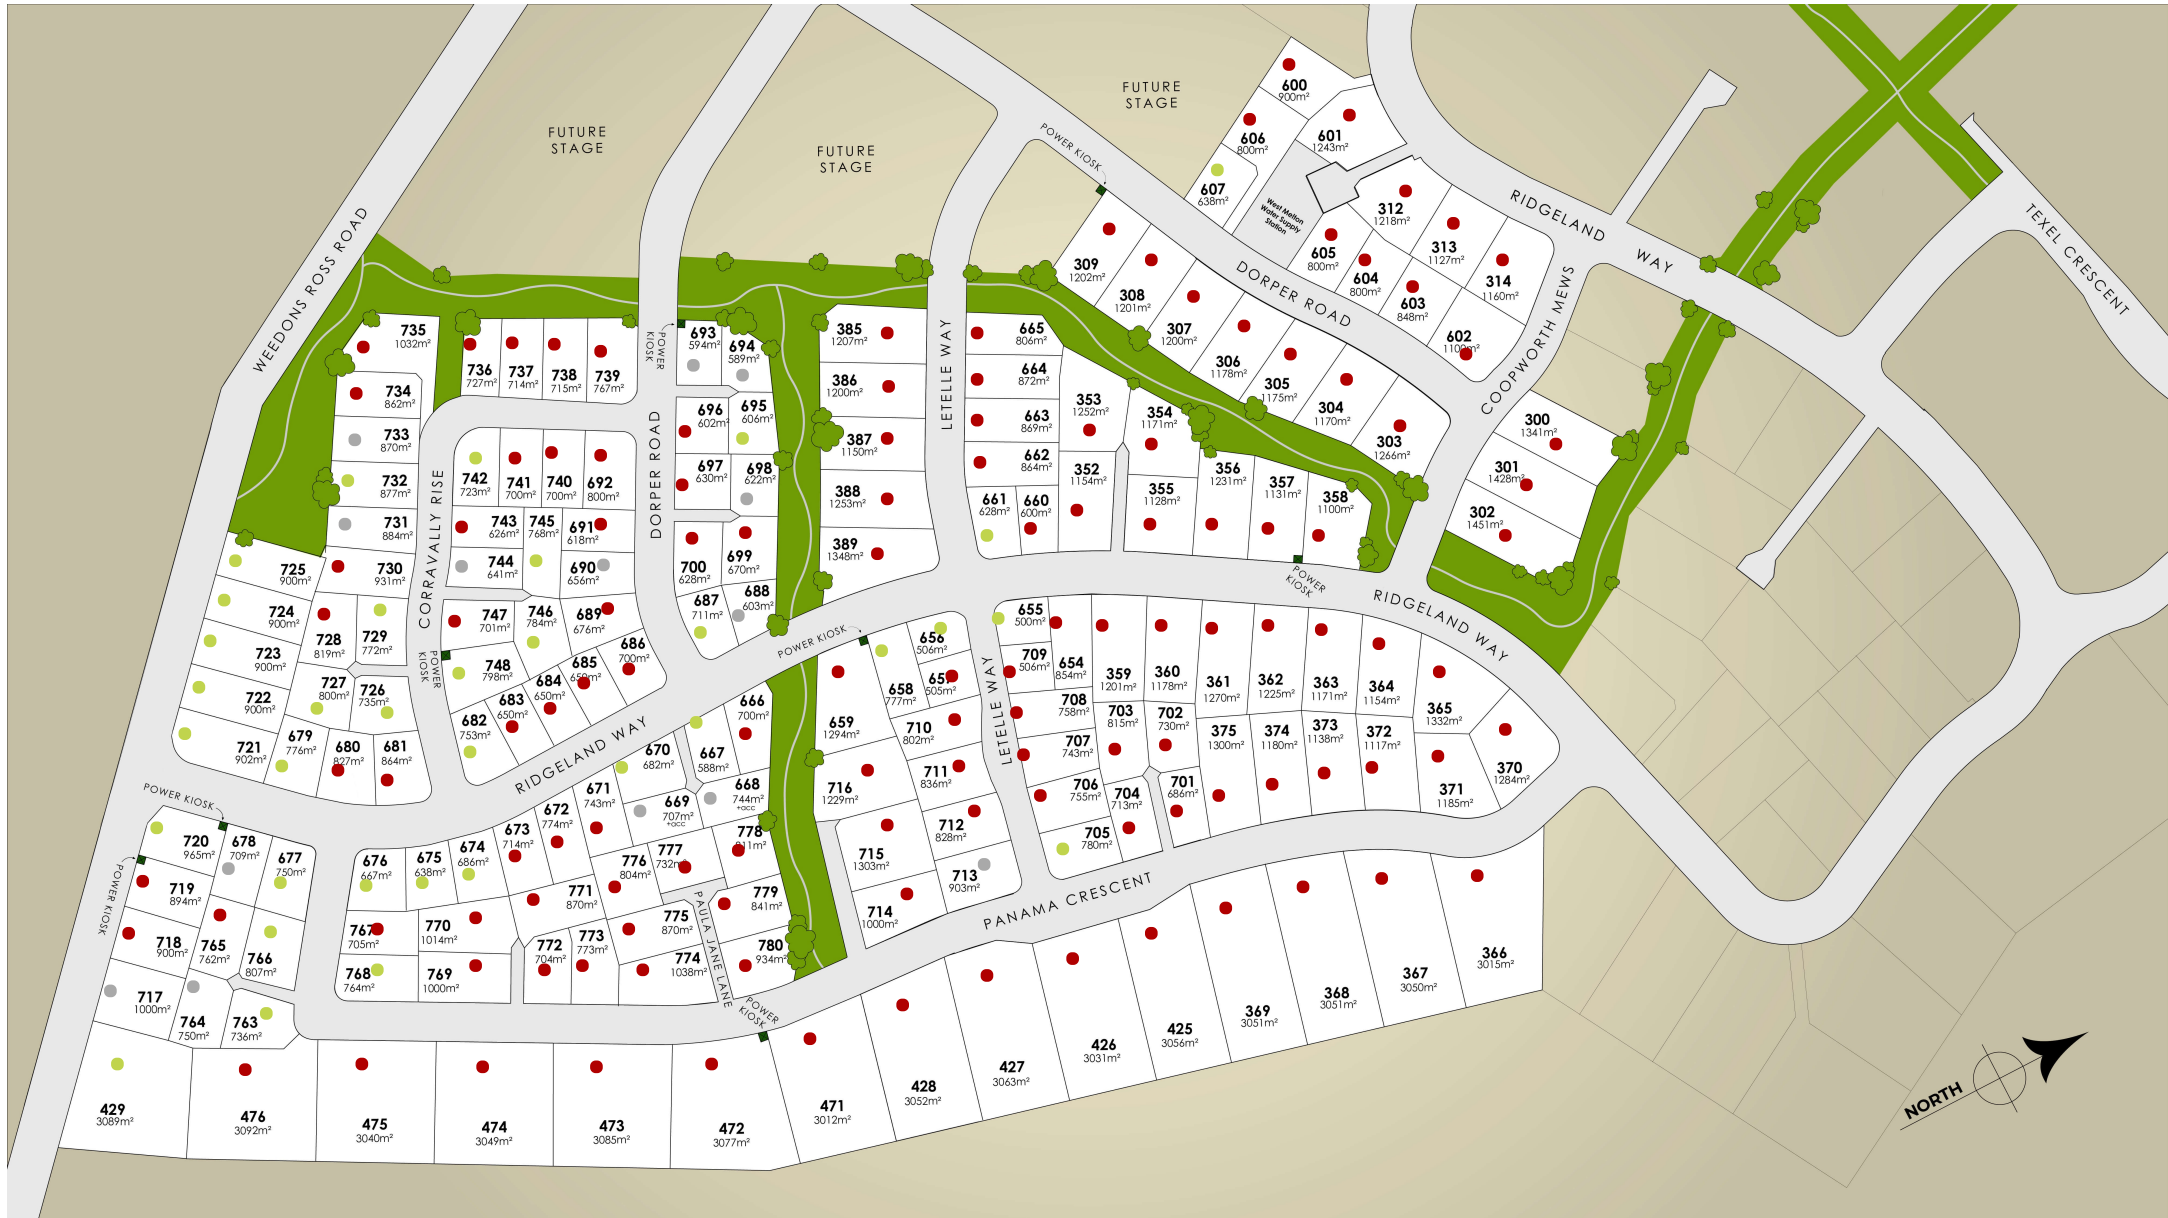 FUTURE
STAGE
FUTURE
STAGE
FUTURE
STAGE
WEEDONS ROSS ROAD
POWER KIOSK
600
900m²
606
800m²
601
1243m²
607
638m²
West Melton
Water Supply
Station
312
1218m²
313
1127m²
314
1160m²
605
800m²
604
800m²
603
848m²
602
RIDGELAND WAY
TEXEL CRESCENT
DORPER ROAD
COOPWORTH MEWS
309
1202m²
308
1201m²
307
1200m²
306
1178m²
305
1175m²
304
1170m²
303
1266m²
300
1341m²
301
1428m²
302
1451m²
735
1032m²
734
862m²
733
870m²
732
877m²
731
884m²
736
727m²
737
714m²
738
715m²
739
767m²
POWER
KIOSK
693
594m²
694
589m²
696
602m²
695
606m²
697
630m²
698
622m²
700
628m²
699
670m²
687
711m²
688
603m²
DORPER ROAD
CORAVALLY RISE
742
723m²
741
700m²
740
700m²
692
800m²
743
626m²
745
768m²
691
618m²
744
641m²
690
656m²
747
701m²
746
784m²
689
676m²
748
798m²
686
700m²
685
684
650m²
683
650m²
682
753m²
POWER
KIOSK
725
900m²
724
900m²
723
900m²
722
900m²
721
902m²
730
931m²
728
819m²
729
772m²
727
800m²
726
735m²
679
776m²
680
827m²
681
864m²
385
1207m²
386
1200m²
387
1150m²
388
1253m²
389
1348m²
LETELLE WAY
665
806m²
664
872m²
663
869m²
662
864m²
661
628m²
660
600m²
353
1252m²
352
1154m²
354
1171m²
355
1128m²
356
1231m²
357
1131m²
358
1100m²
POWER
KIOSK
RIDGELAND WAY
POWER KIOSK
RIDGELAND WAY
666
700m²
667
588m²
670
682m²
668
744m²
+acc
669
707m²
+acc
671
743m²
672
774m²
673
714m²
674
686m²
675
638m²
676
667m²
659
1294m²
658
777m²
656
506m²
505m²
710
802m²
711
836m²
712
828m²
713
903m²
716
1229m²
715
1303m²
714
1000m²
LETELLE WAY
655
500m²
709
506m²
654
854m²
708
758m²
707
743m²
706
755m²
705
780m²
704
713m²
703
815m²
702
730m²
701
686m²
359
1201m²
360
1178m²
361
1270m²
362
1225m²
363
1171m²
364
1154m²
365
1332m²
375
1300m²
374
1180m²
373
1138m²
372
1117m²
371
1185m²
370
1284m²
POWER KIOSK
POWER KIOSK
720
965m²
719
894m²
718
900m²
717
1000m²
678
709m²
677
750m²
765
762m²
766
807m²
764
750m²
763
736m²
767
705m²
768
764m²
770
1014m²
769
1000m²
771
870m²
772
704m²
773
773m²
776
804m²
777
778
775
870m²
774
1038m²
779
841m²
780
934m²
PAULA JANE LANE
POWER
KIOSK
PANAMA CRESCENT
429
3089m²
476
3092m²
475
3040m²
474
3049m²
473
3085m²
472
3077m²
471
3012m²
428
3052m²
427
3063m²
426
3031m²
425
3056m²
369
3051m²
368
3051m²
367
3050m²
366
3015m²
NORTH